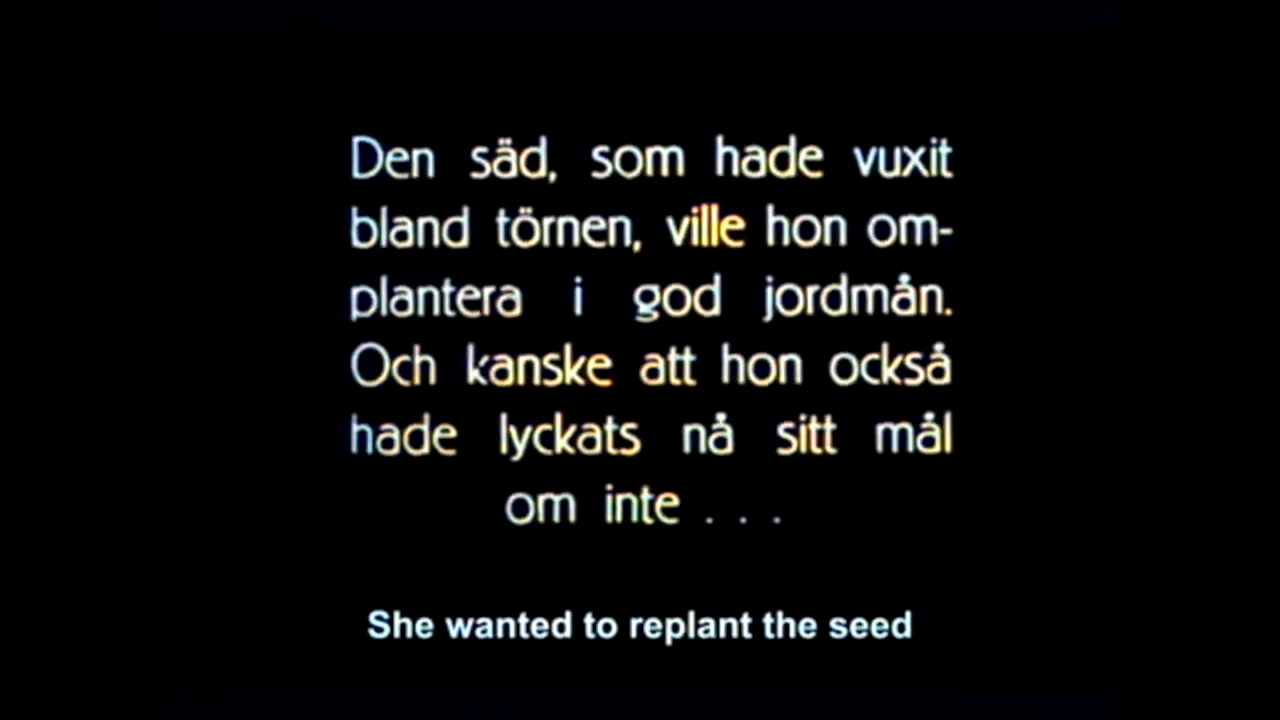 Den säd, som hade vuxit
bland törnen, ville hon om-
plantera i god jordmån.
Och kanske att hon också
hade lyckats nå sitt mål
om inte . . .
She wanted to replant the seed